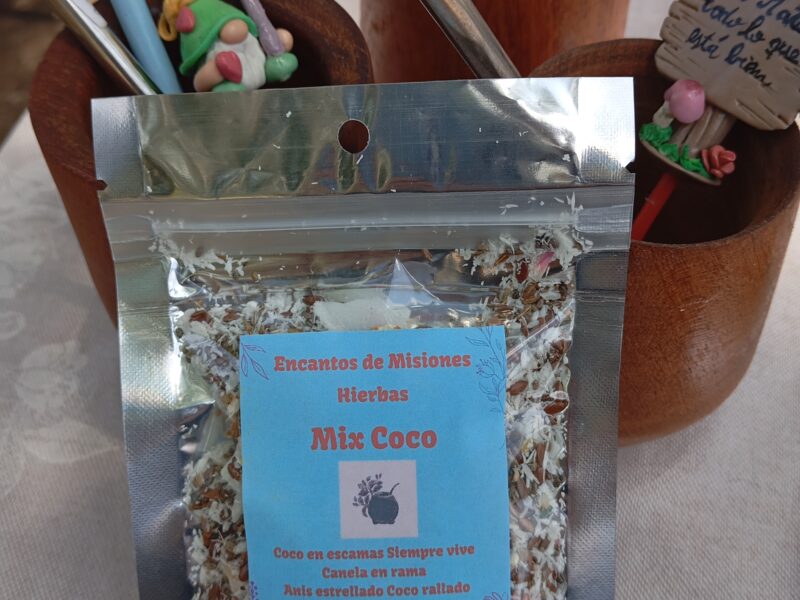 todo lo que
está bien
Encantos de Misiones
Hierbas
Mix Coco
Coco en escamas Siempre vive
Canela en rama
Anis estrellado Coco rallado